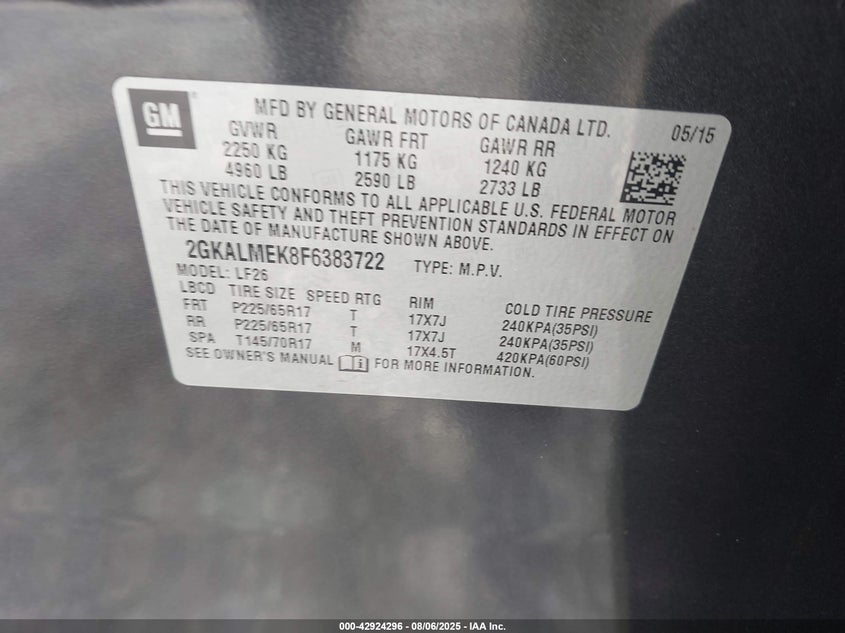 GM
MFD BY GENERAL MOTORS OF CANADA LTD. 05/15
GVWR GAWR FRT GAWR RR
2250 KG 1175 KG 1240 KG
4960 LB 2590 LB 2733 LB
THIS VEHICLE CONFORMS TO ALL APPLICABLE U.S. FEDERAL MOTOR
VEHICLE SAFETY AND THEFT PREVENTION STANDARDS IN EFFECT ON
THE DATE OF MANUFACTURE SHOWN ABOVE.
2GKALMEK8F6383722 TYPE: M.P.V.
MODEL: LF26
LBCD TIRE SIZE SPEED RTG RIM COLD TIRE PRESSURE
FRT P225/65R17 T 17X7J 240KPA(35PSI)
RR P225/65R17 T 17X7J 240KPA(35PSI)
SPA T145/70R17 M 17X4.5T 420KPA(60PSI)
SEE OWNER'S MANUAL FOR MORE INFORMATION.
000-42924296 - 08/06/2025 - IAA Inc.